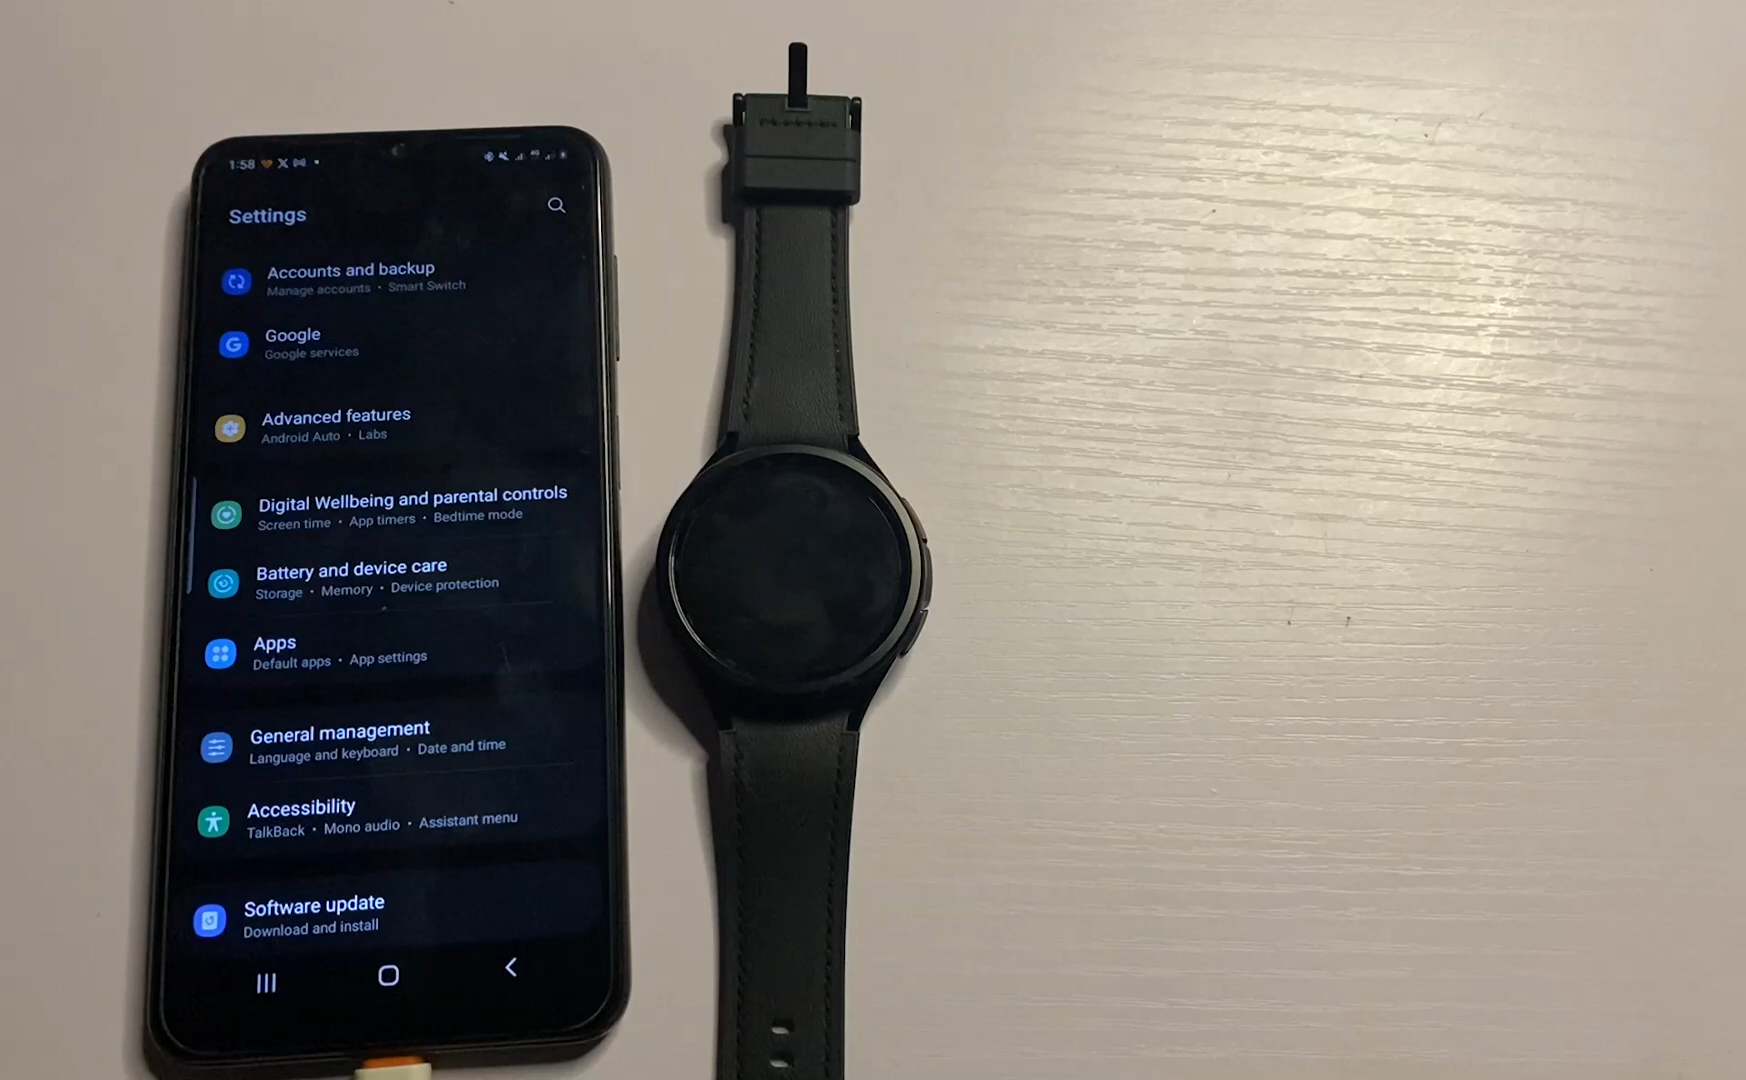 1:58
Settings
Accounts and backup
Manage accounts • Smart Switch
Google
Google services
Advanced features
Android Auto • Labs
Digital Wellbeing and parental controls
Screen time • App timers • Bedtime mode
Battery and device care
Storage • Memory • Device protection
Apps
Default apps • App settings
General management
Language and keyboard • Date and time
Accessibility
TalkBack • Mono audio • Assistant menu
Software update
Download and install